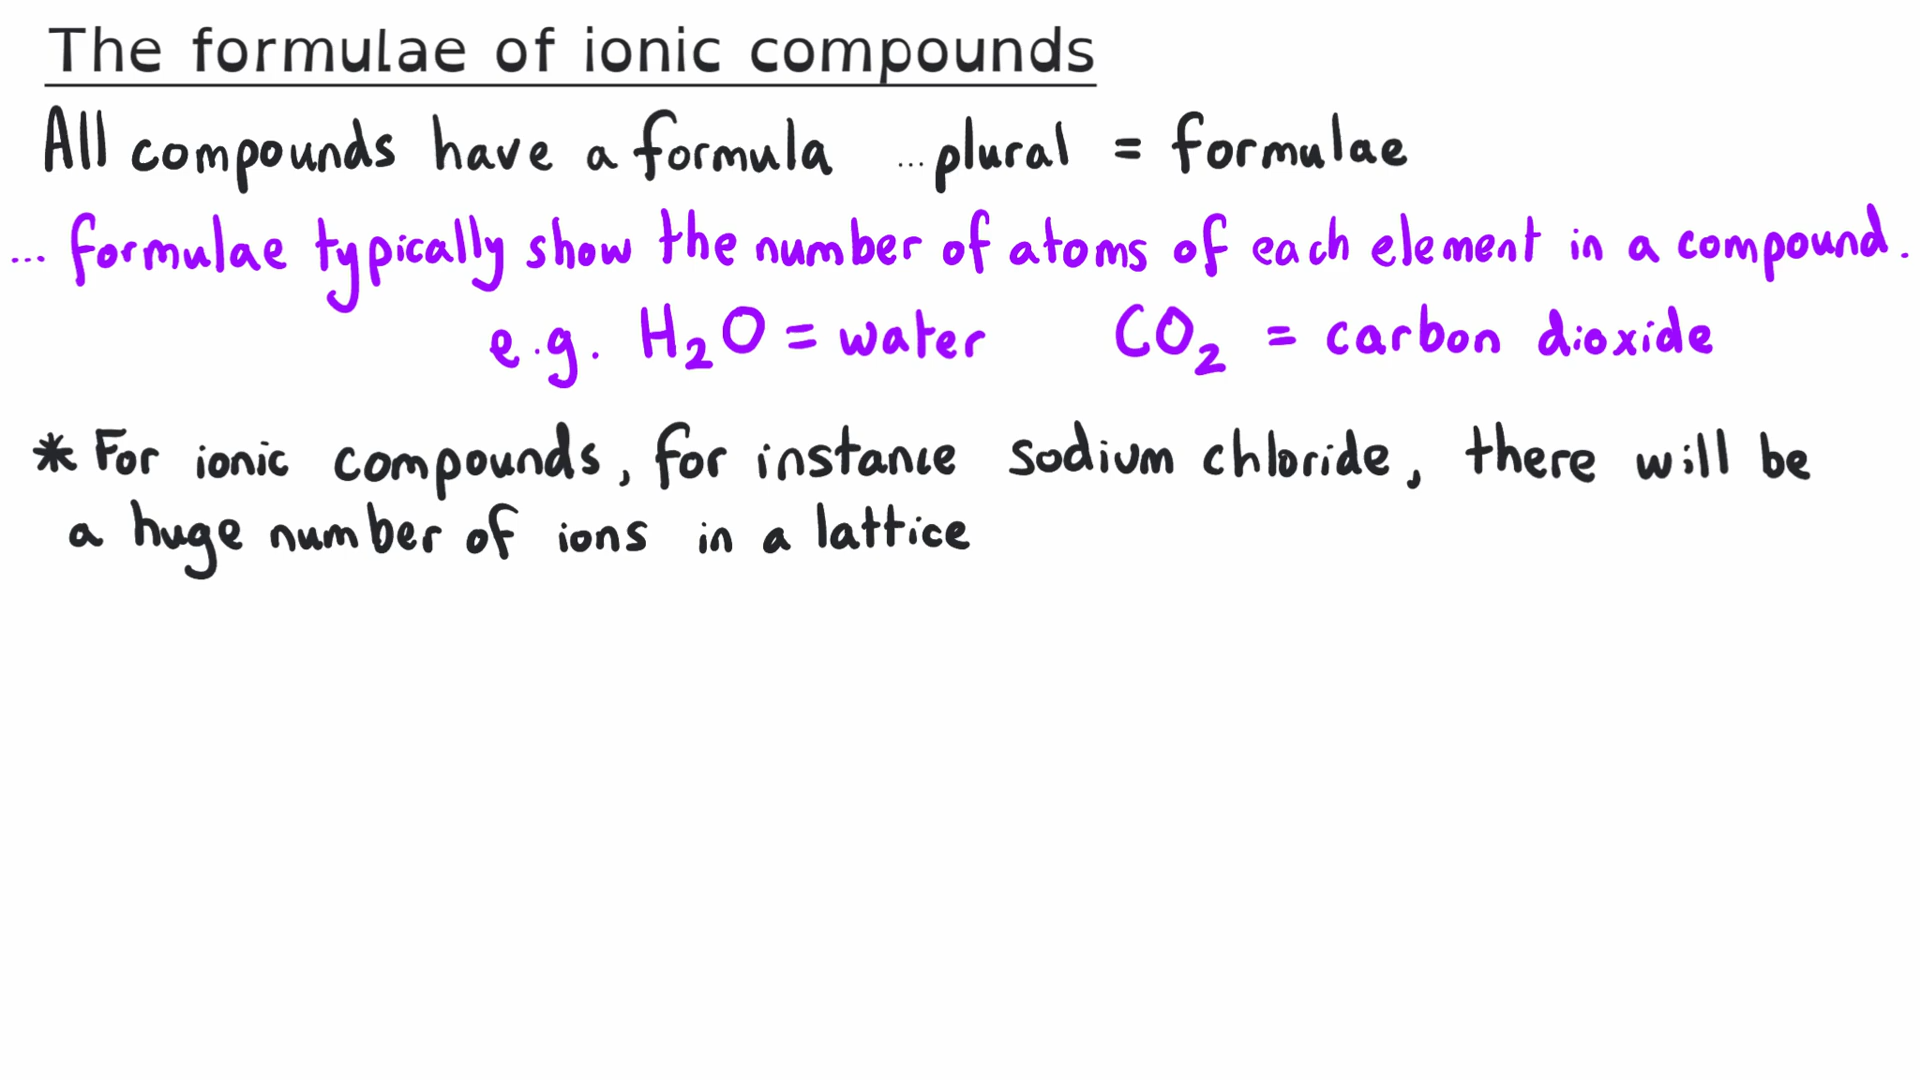 The formulae of ionic compounds
All compounds have a formula ... plural = formulae
... formulae typically show the number of atoms of each element in a compound.
e.g. H₂O = water CO₂ = carbon dioxide
* For ionic compounds, for instance sodium chloride, there will be
a huge number of ions in a lattice